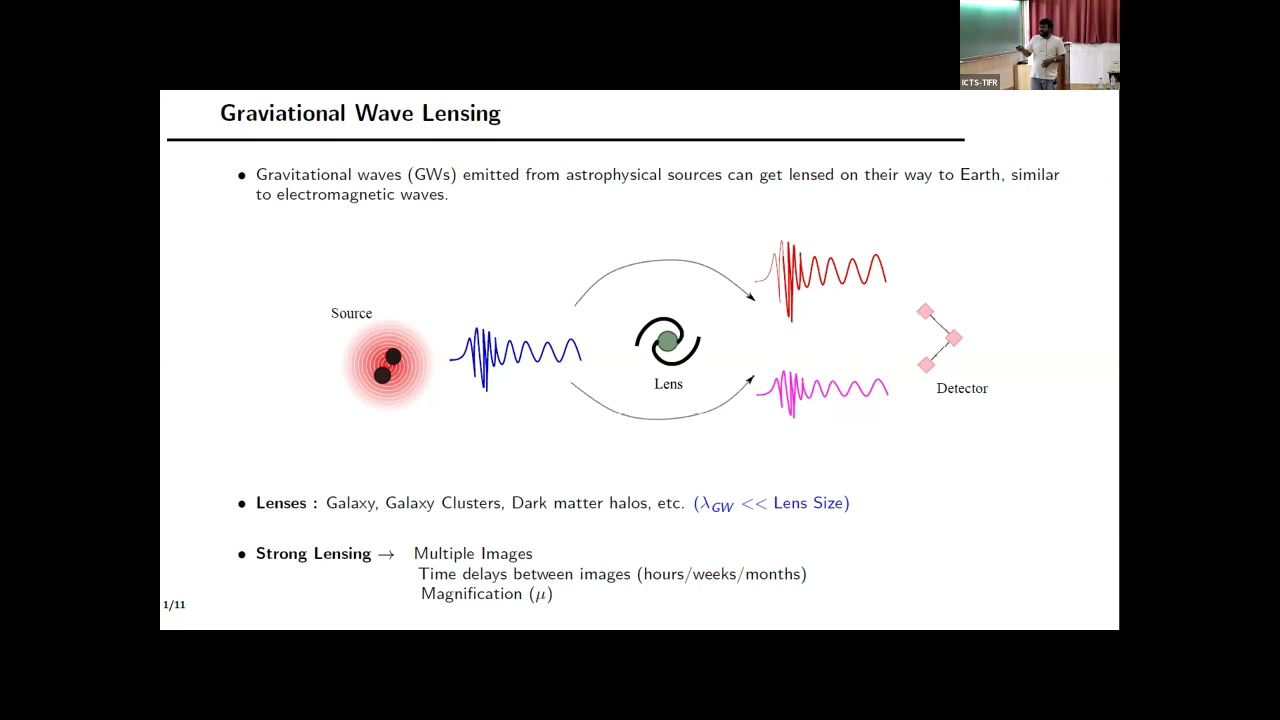 ICTS-TIFR
Graviational Wave Lensing
• Gravitational waves (GWs) emitted from astrophysical sources can get lensed on their way to Earth, similar
to electromagnetic waves.
Source
Lens
Detector
• Lenses : Galaxy, Galaxy Clusters, Dark matter halos, etc. (λGW << Lens Size)
• Strong Lensing → Multiple Images
Time delays between images (hours/weeks/months)
Magnification (μ)
1/11